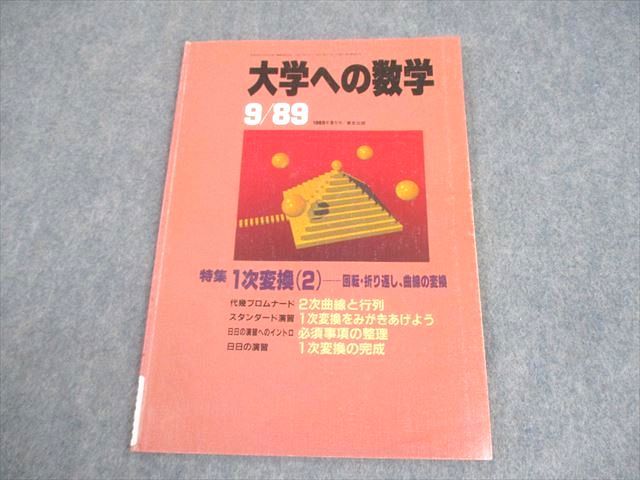 大学への数学
9/89
特集 1次変換(2)――回転・折り返し、曲線の変換
代幾プロムナード 2次曲線と行列
スタンダード演習 1次変換をみがきあげよう
日日の演習へのイントロ 必須事項の整理
日日の演習 1次変換の完成